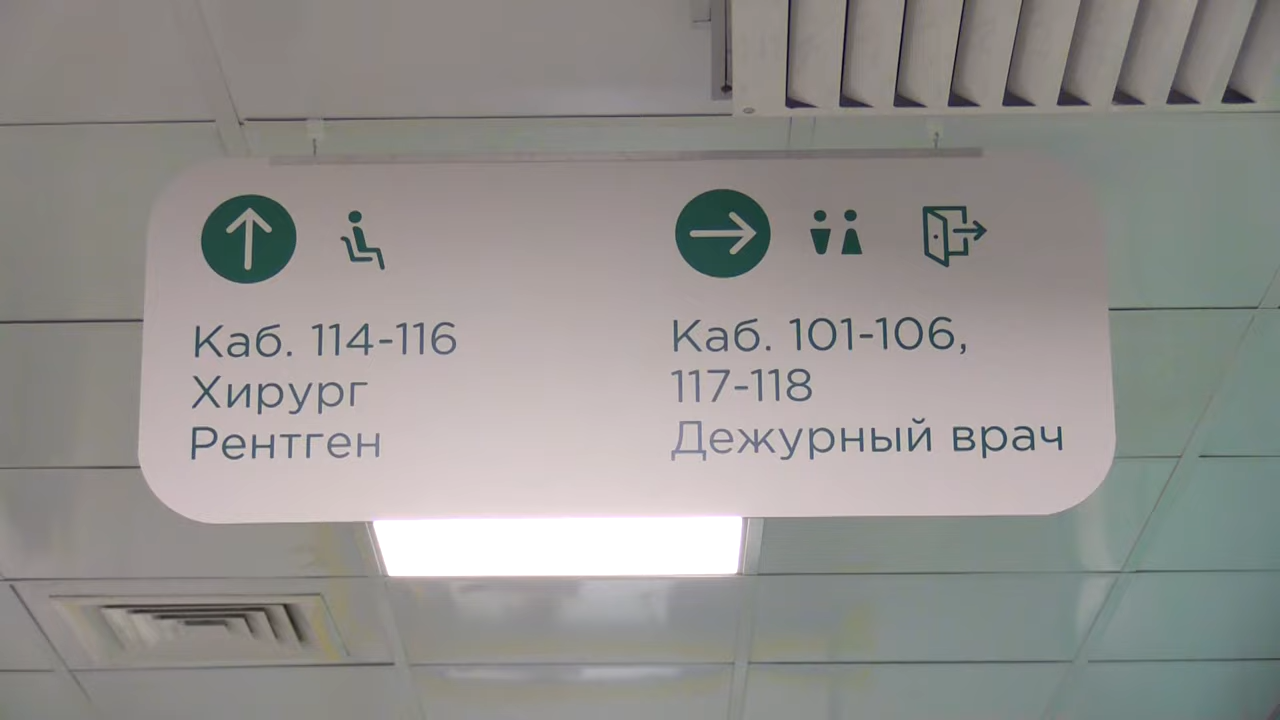 Каб. 114-116
Хирург
Рентген
Каб. 101-106,
117-118
Дежурный врач